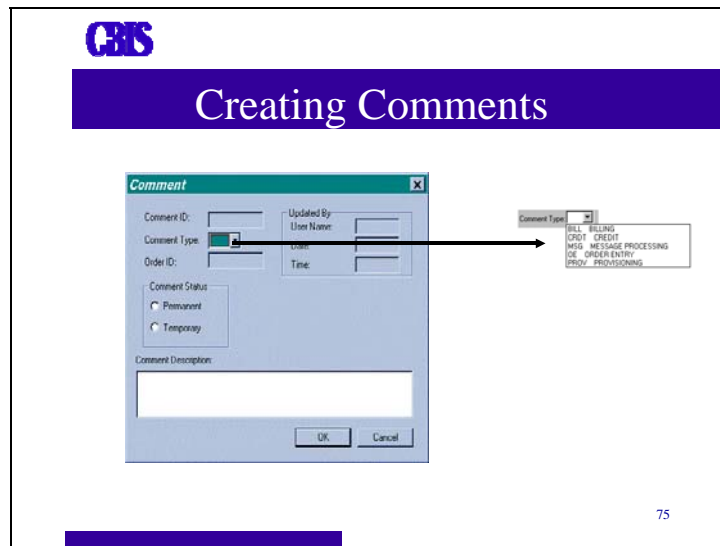 CBIS
Creating Comments
Comment
Comment ID:
Comment Type:
Order ID:
Updated By
User Name:
Date:
Time:
Comment Status
Permanent
Temporary
Comment Description:
OK
Cancel
Comment Type:
BILL BILLING
CRDT CREDIT
MSG MESSAGE PROCESSING
OE ORDER ENTRY
PROV PROVISIONING
75